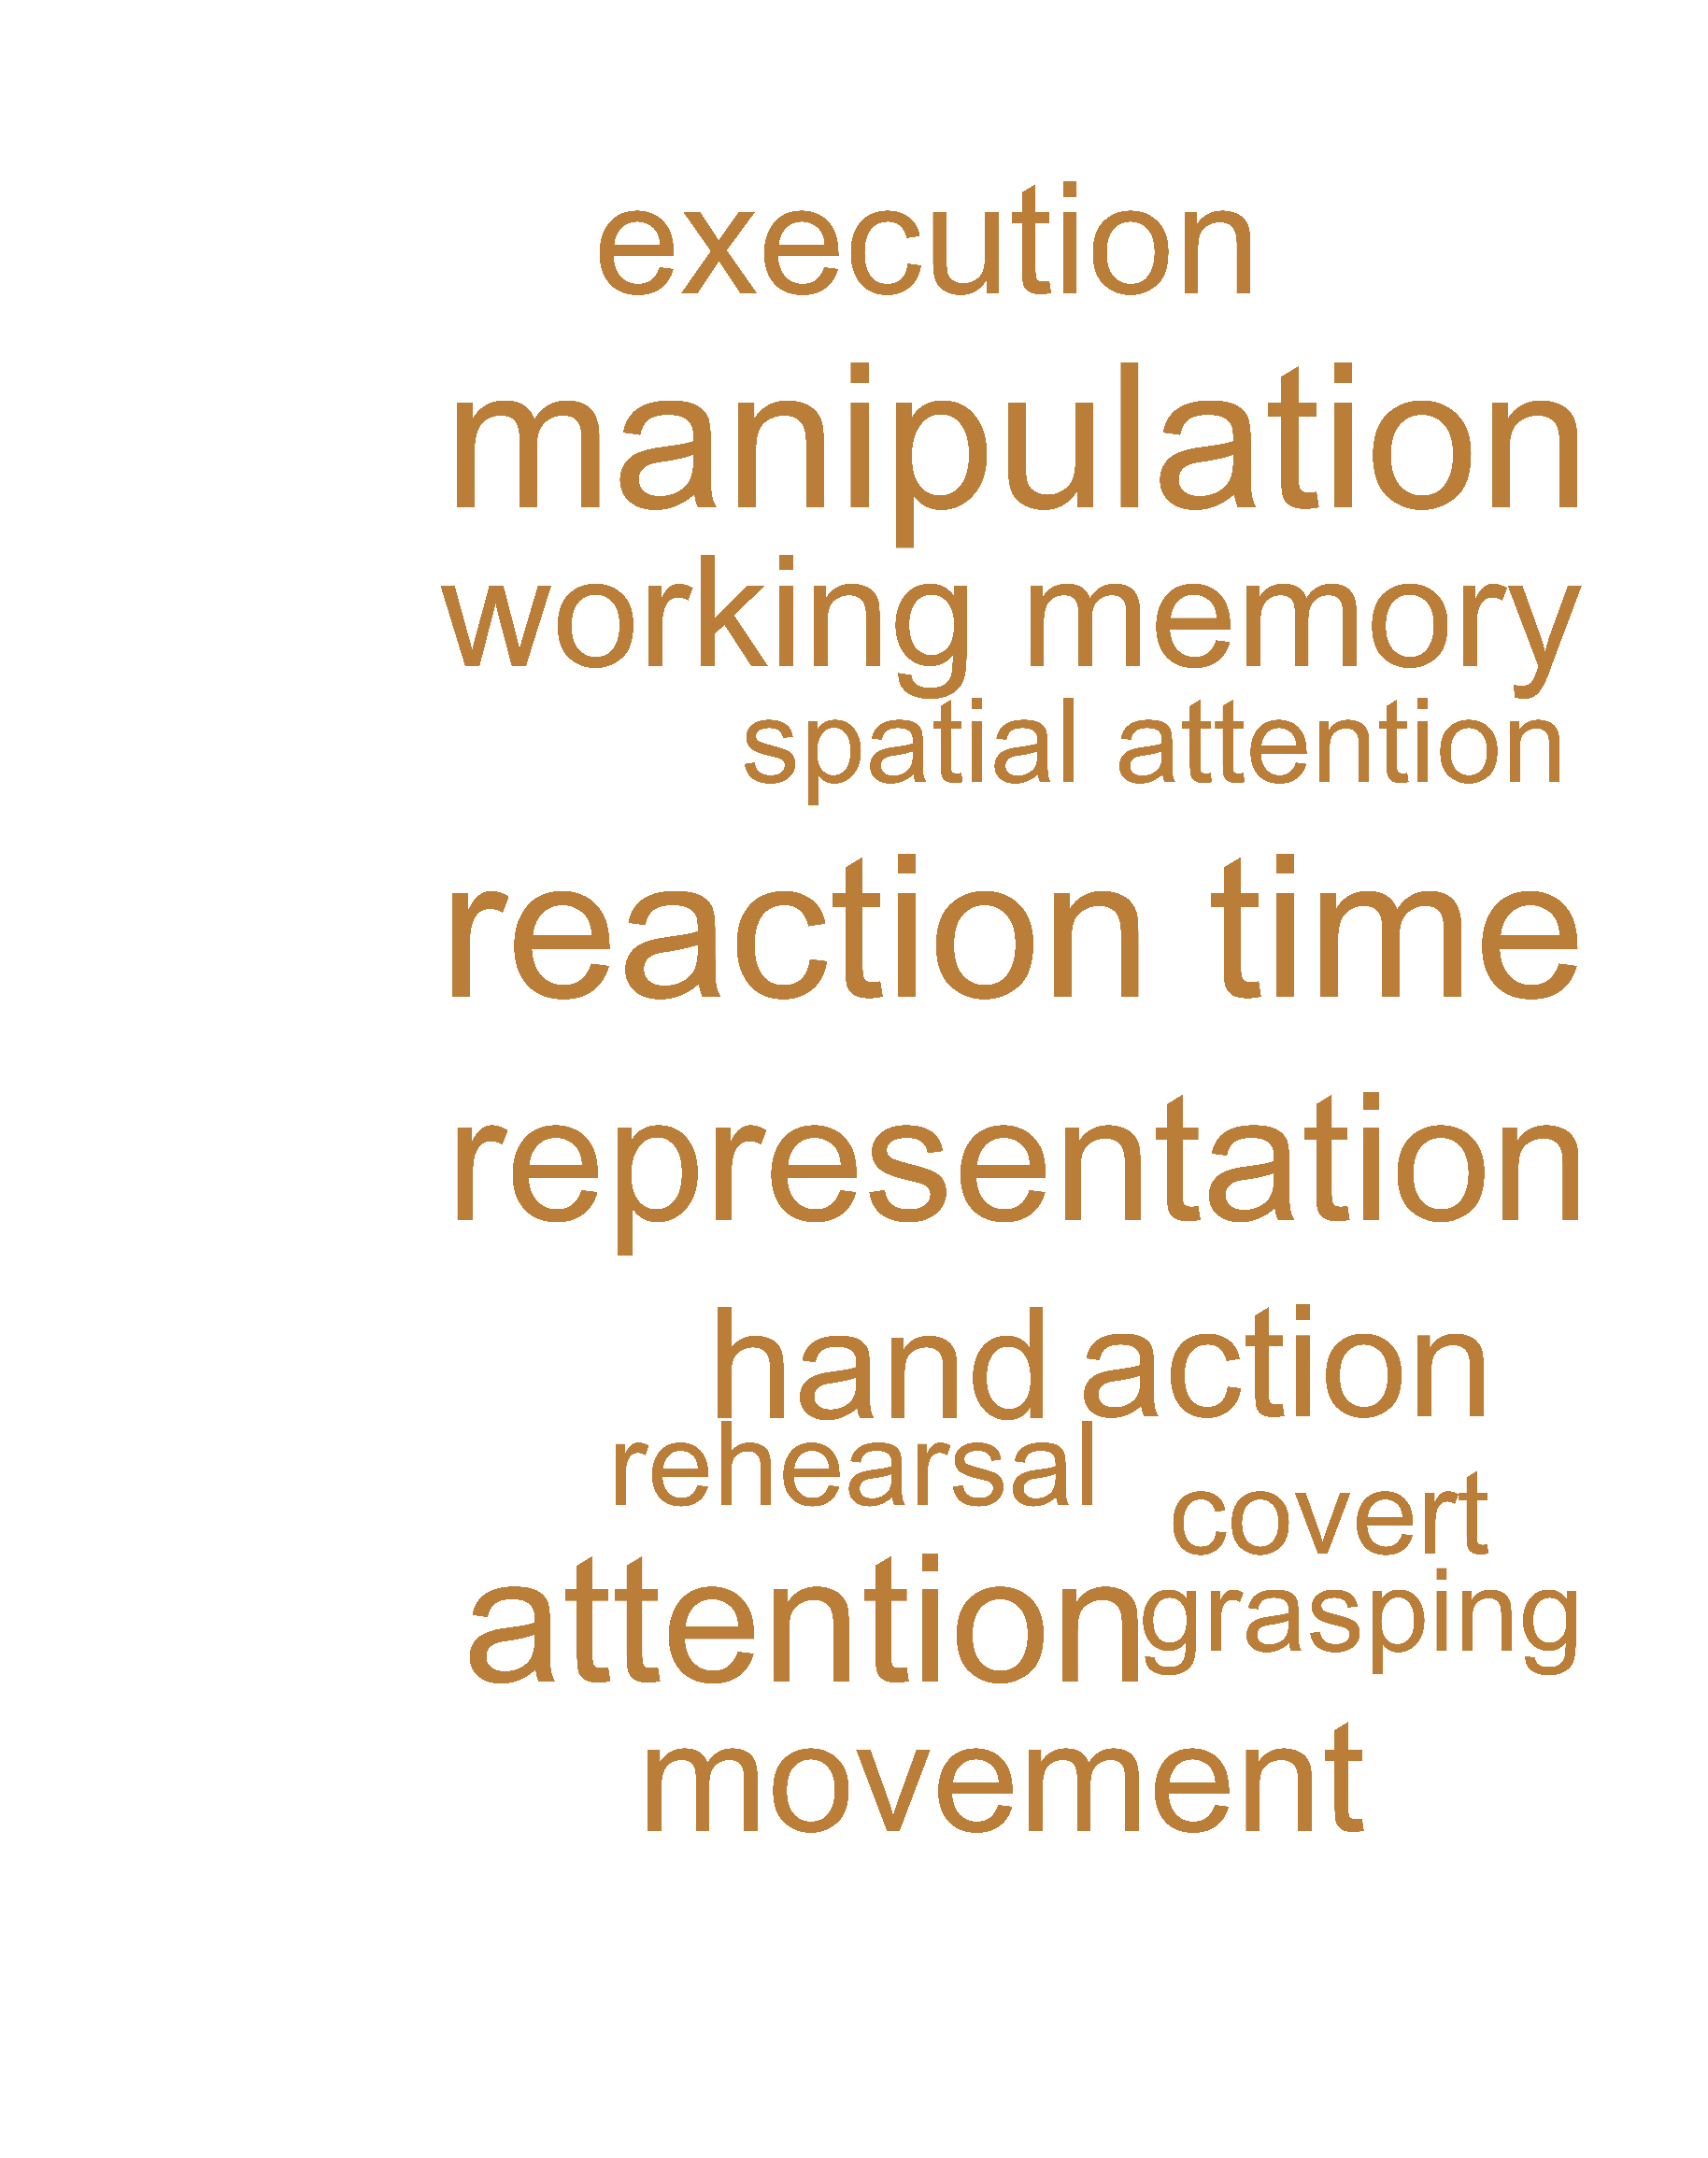 execution
manipulation
working memory
spatial attention
reaction time
representation
hand action
rehearsal
covert
attention
grasping
movement